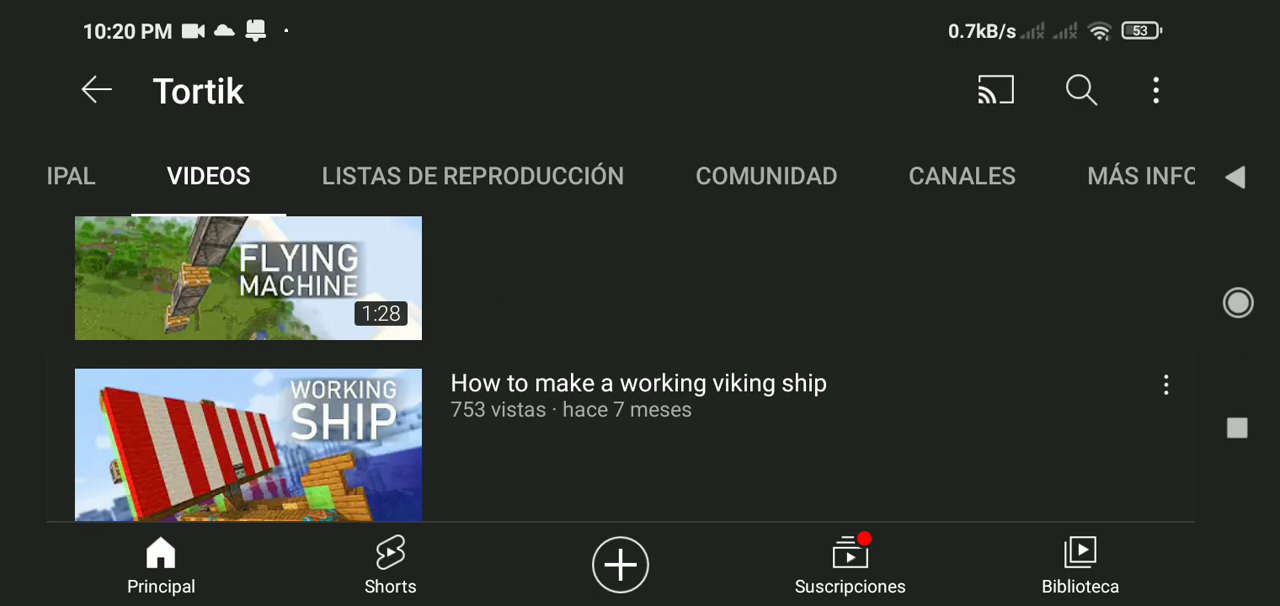 10:20 PM
0.7kB/s
53
Tortik
IPAL
VIDEOS
LISTAS DE REPRODUCCIÓN
COMUNIDAD
CANALES
MÁS INFO
FLYING
MACHINE
1:28
WORKING
SHIP
How to make a working viking ship
753 vistas · hace 7 meses
Principal
Shorts
Suscripciones
Biblioteca